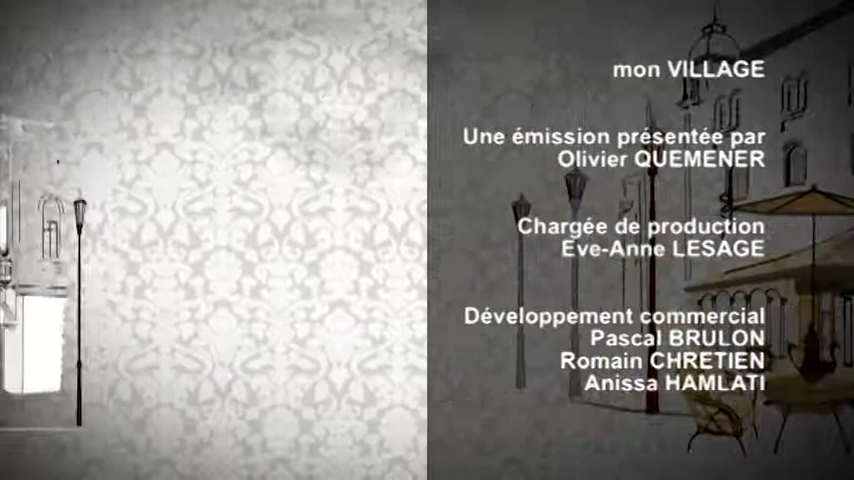 mon VILLAGE
Une émission présentée par
Olivier QUEMENER
Chargée de production
Eve-Anne LESAGE
Développement commercial
Pascal BRULON
Romain CHRETIEN
Anissa HAMLATI